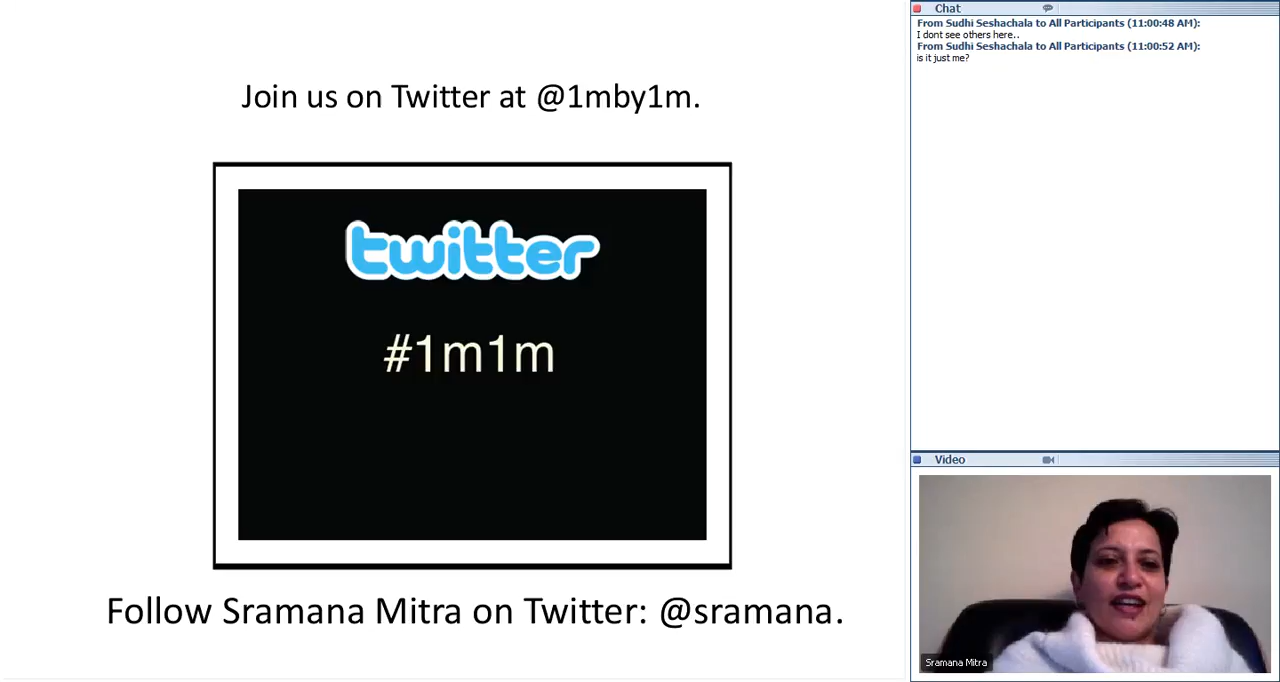 Join us on Twitter at @1mby1m.
twitter
#1m1m
Follow Sramana Mitra on Twitter: @sramana.
Chat
From Sudhi Seshachala to All Participants (11:00:48 AM):
I dont see others here..
From Sudhi Seshachala to All Participants (11:00:52 AM):
is it just me?
Video
Sramana Mitra